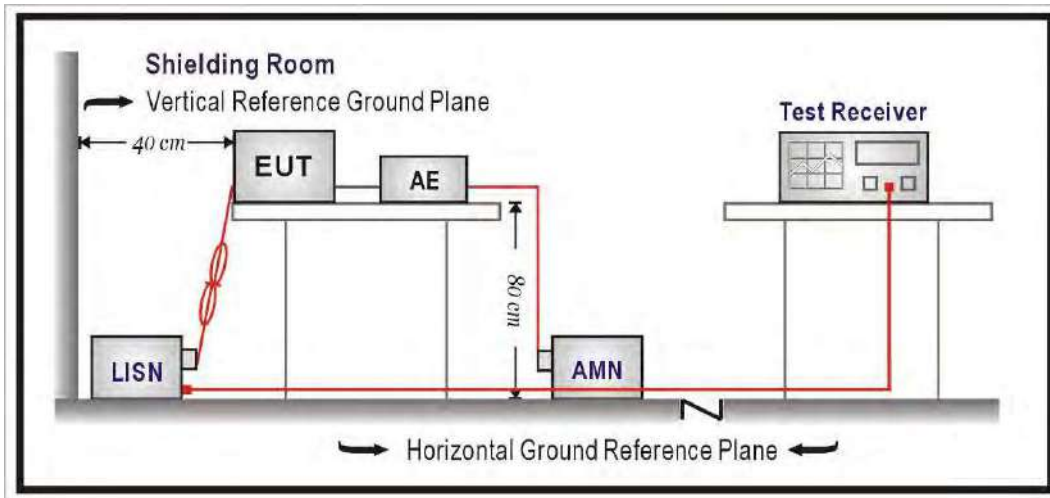 Shielding Room
Vertical Reference Ground Plane
40 cm
EUT
AE
Test Receiver
80 cm
LISN
AMN
Horizontal Ground Reference Plane